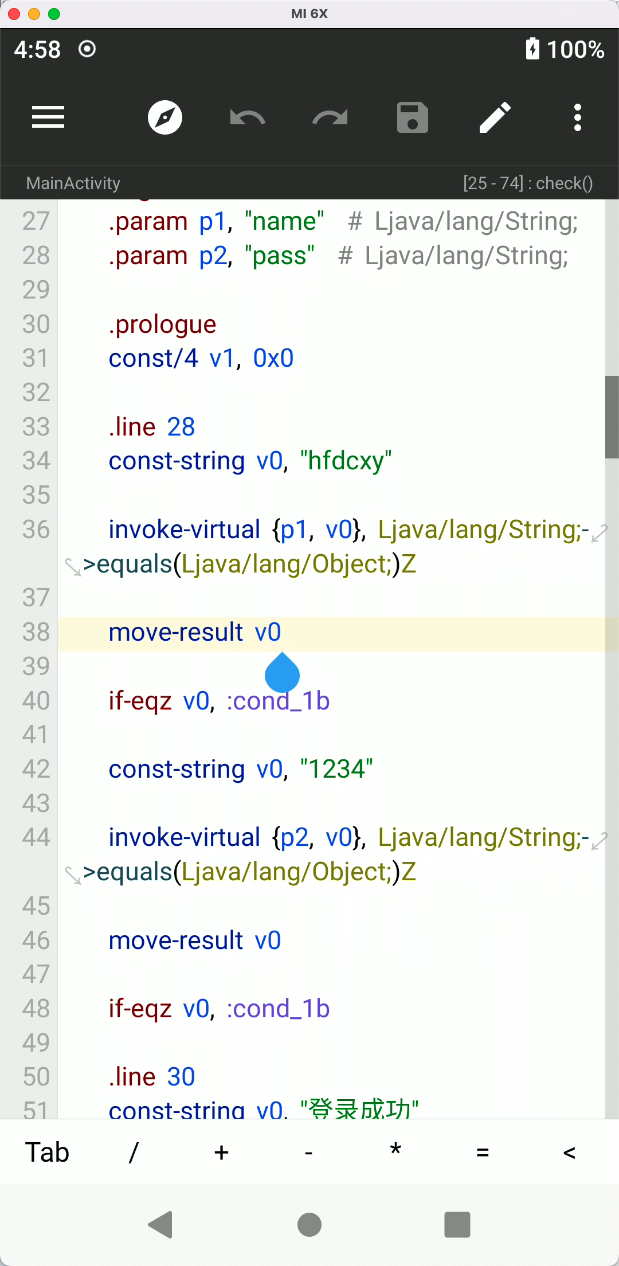 MI 6X
4:58 100%
MainActivity [25 - 74] : check()
27 .param p1, "name" # Ljava/lang/String;
28 .param p2, "pass" # Ljava/lang/String;
29
30 .prologue
31 const/4 v1, 0x0
32
33 .line 28
34 const-string v0, "hfdcxy"
35
36 invoke-virtual {p1, v0}, Ljava/lang/String;-
>equals(Ljava/lang/Object;)Z
37
38 move-result v0
39
40 if-eqz v0, :cond_1b
41
42 const-string v0, "1234"
43
44 invoke-virtual {p2, v0}, Ljava/lang/String;-
>equals(Ljava/lang/Object;)Z
45
46 move-result v0
47
48 if-eqz v0, :cond_1b
49
50 .line 30
51 const-string v0, "登录成功"
Tab / + - * = <